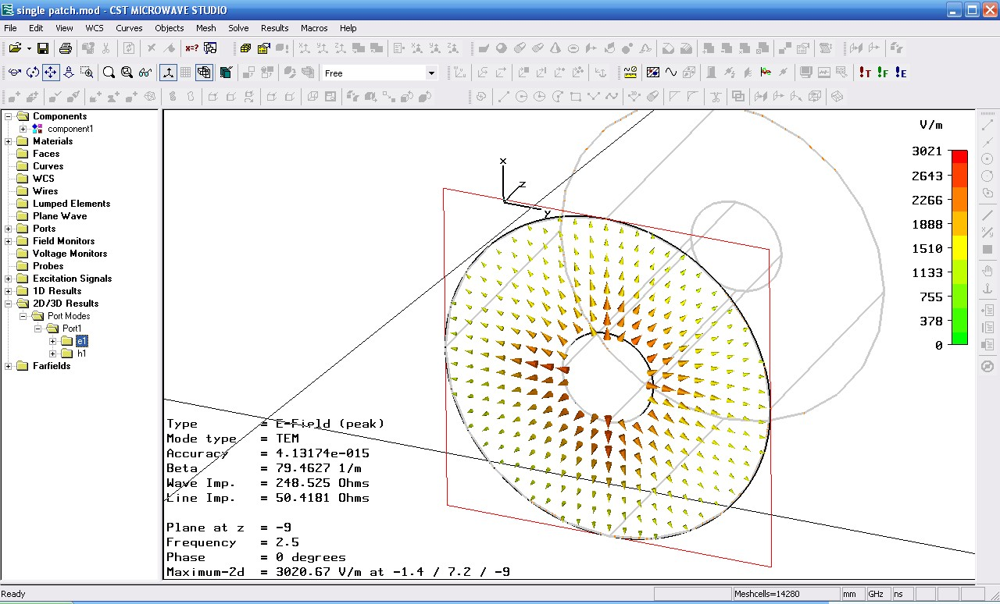 single patch.mod - CST MICROWAVE STUDIO
File Edit View WCS Curves Objects Mesh Solve Results Macros Help
x=?
Free
!T !F !E
Components
component1
Materials
Faces
Curves
WCS
Wires
Lumped Elements
Plane Wave
Ports
Field Monitors
Voltage Monitors
Probes
Excitation Signals
1D Results
2D/3D Results
Port Modes
Port1
e1
h1
Farfields
x
z
y
V/m
3021
2643
2266
1888
1510
1133
755
378
0
Type = E-Field (peak)
Mode type = TEM
Accuracy = 4.13174e-015
Beta = 79.4627 1/m
Wave Imp. = 248.525 Ohms
Line Imp. = 50.4181 Ohms
Plane at z = -9
Frequency = 2.5
Phase = 0 degrees
Maximum-2d = 3020.67 V/m at -1.4 / 7.2 / -9
Ready
Meshcells=14280 mm GHz ns